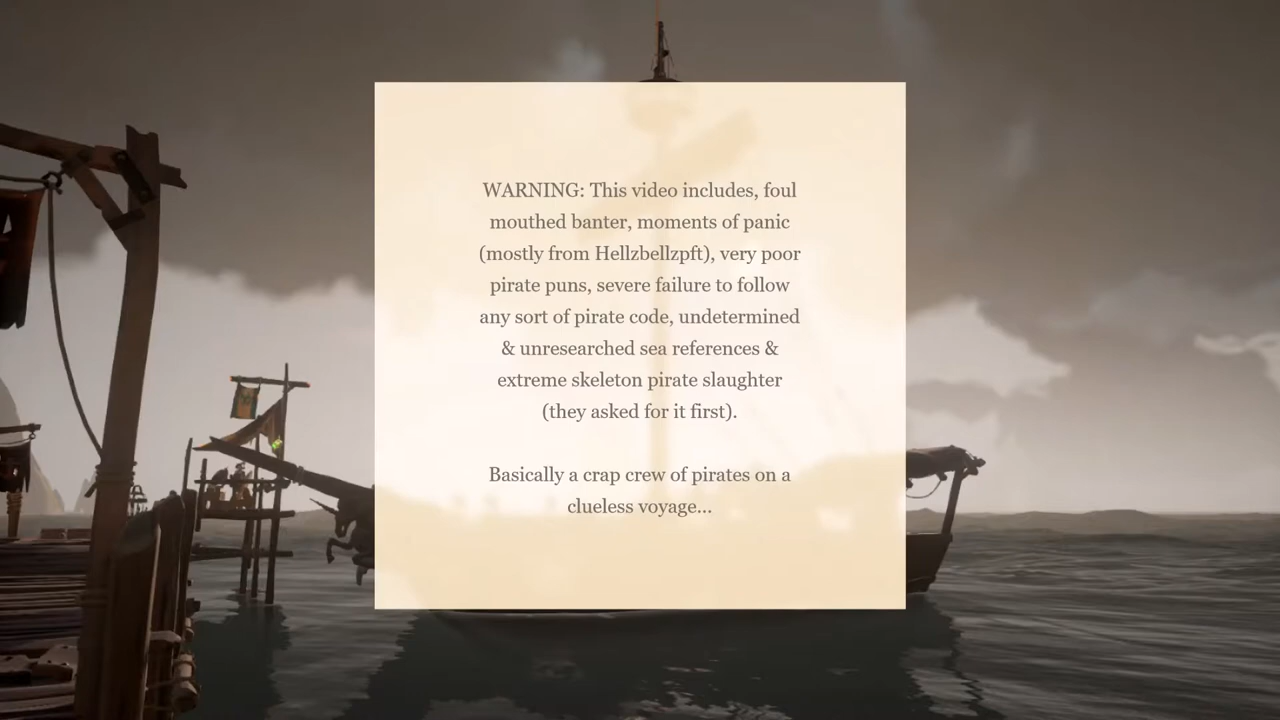 WARNING: This video includes, foul
mouthed banter, moments of panic
(mostly from Hellzbellzpft), very poor
pirate puns, severe failure to follow
any sort of pirate code, undetermined
& unresearched sea references &
extreme skeleton pirate slaughter
(they asked for it first).
Basically a crap crew of pirates on a
clueless voyage...